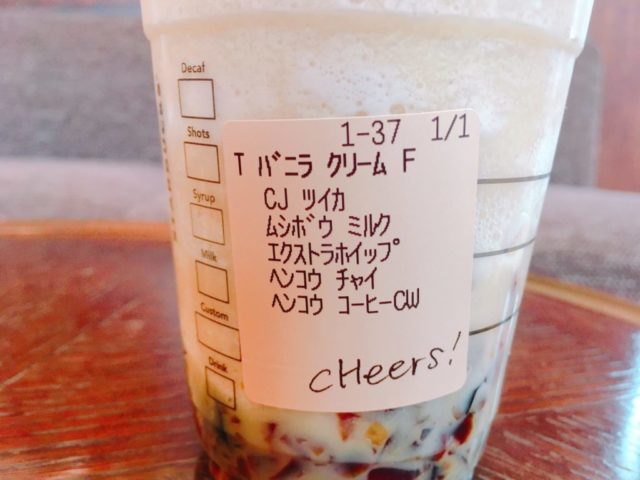 Decaf
Shots
Syrup
Milk
Custom
Drink
1-37 1/1
T バニラ クリーム F
CJ ツイカ
ムシボウ ミルク
エクストラホイップ
ヘンコウ チャイ
ヘンコウ コーヒーCW
cHeers!